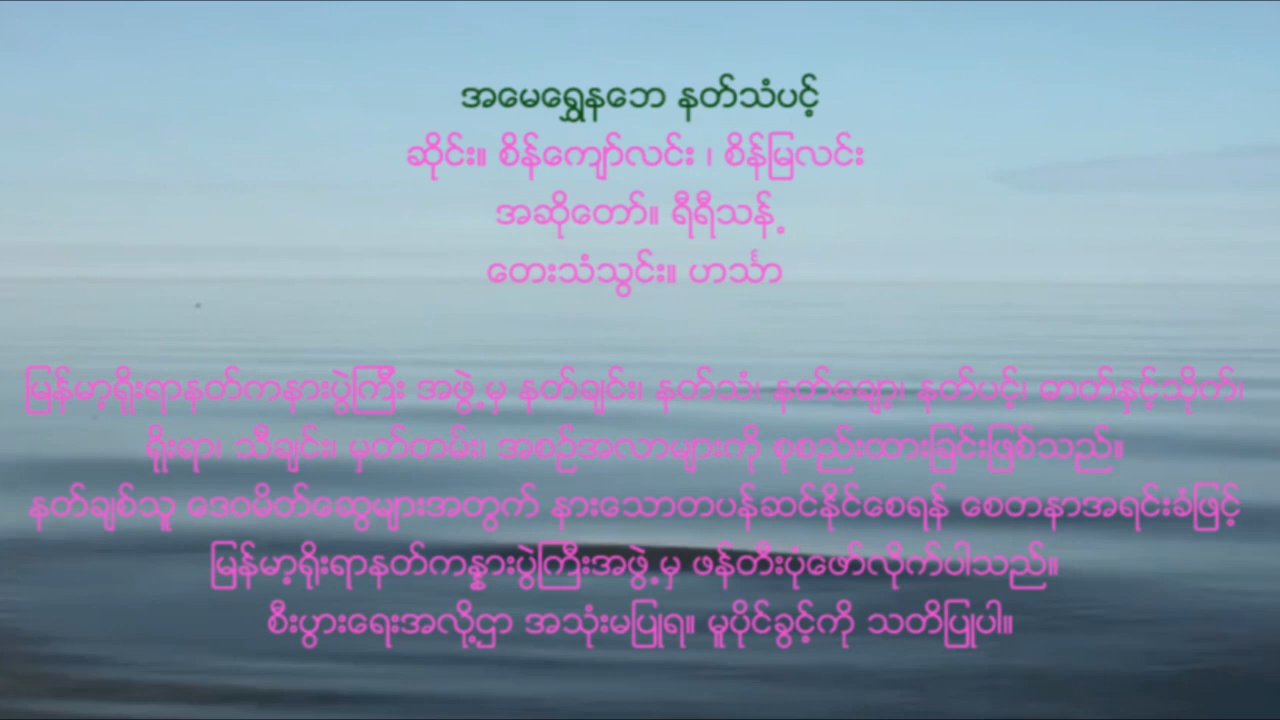 အမေရွှေနဘေ နတ်သံပင့်
ဆိုင်း။ စိန်ကျော်လင်း ၊ စိန်မြလင်း
အဆိုတော်။ ရီရီသန့်
တေးသံသွင်း။ ဟင်္သာ
မြန်မာ့ရိုးရာနတ်ကနားပွဲကြီး အဖွဲ့မှ နတ်ချင်း၊ နတ်သံ၊ နတ်ချော့၊ နတ်ပင့်၊ ဓာတ်နှင့်သိုက်၊
ရိုးရာ၊ သီချင်း၊ မှတ်တမ်း၊ အစဉ်အလာများကို စုစည်းထားခြင်းဖြစ်သည်။
နတ်ချစ်သူ ဒေဝမိတ်ဆွေများအတွက် နားသောတပန်ဆင်နိုင်စေရန် စေတနာအရင်းခံဖြင့်
မြန်မာ့ရိုးရာနတ်ကန္နားပွဲကြီးအဖွဲ့မှ ဖန်တီးပုံဖော်လိုက်ပါသည်။
စီးပွားရေးအလို့ဌာ အသုံးမပြုရ။ မူပိုင်ခွင့်ကို သတိပြုပါ။